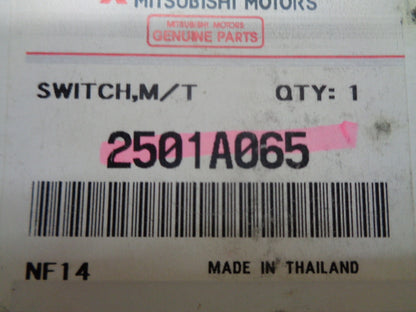 MITSUBISHI MOTORS
MITSUBISHI MOTORS
GENUINE PARTS
SWITCH,M/T QTY: 1
2501A065
NF14 MADE IN THAILAND